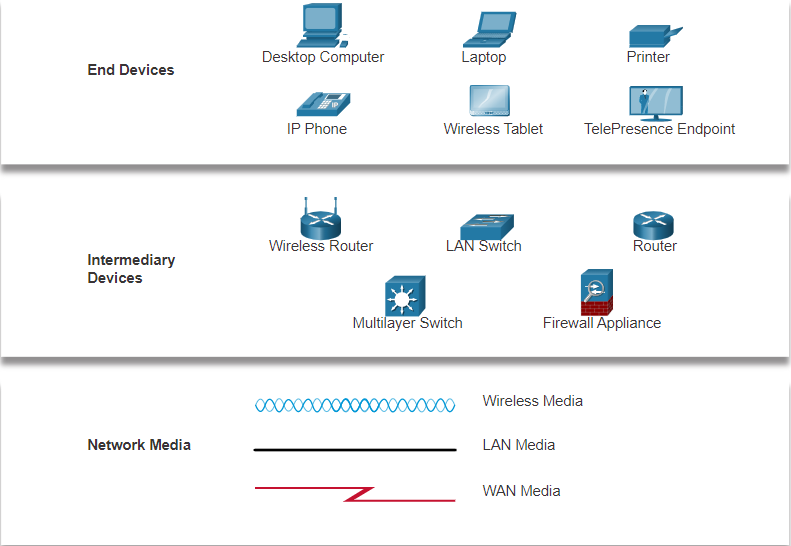 End Devices
Desktop Computer
Laptop
Printer
IP Phone
Wireless Tablet
TelePresence Endpoint
Intermediary
Devices
Wireless Router
LAN Switch
Router
Multilayer Switch
Firewall Appliance
Network Media
Wireless Media
LAN Media
WAN Media